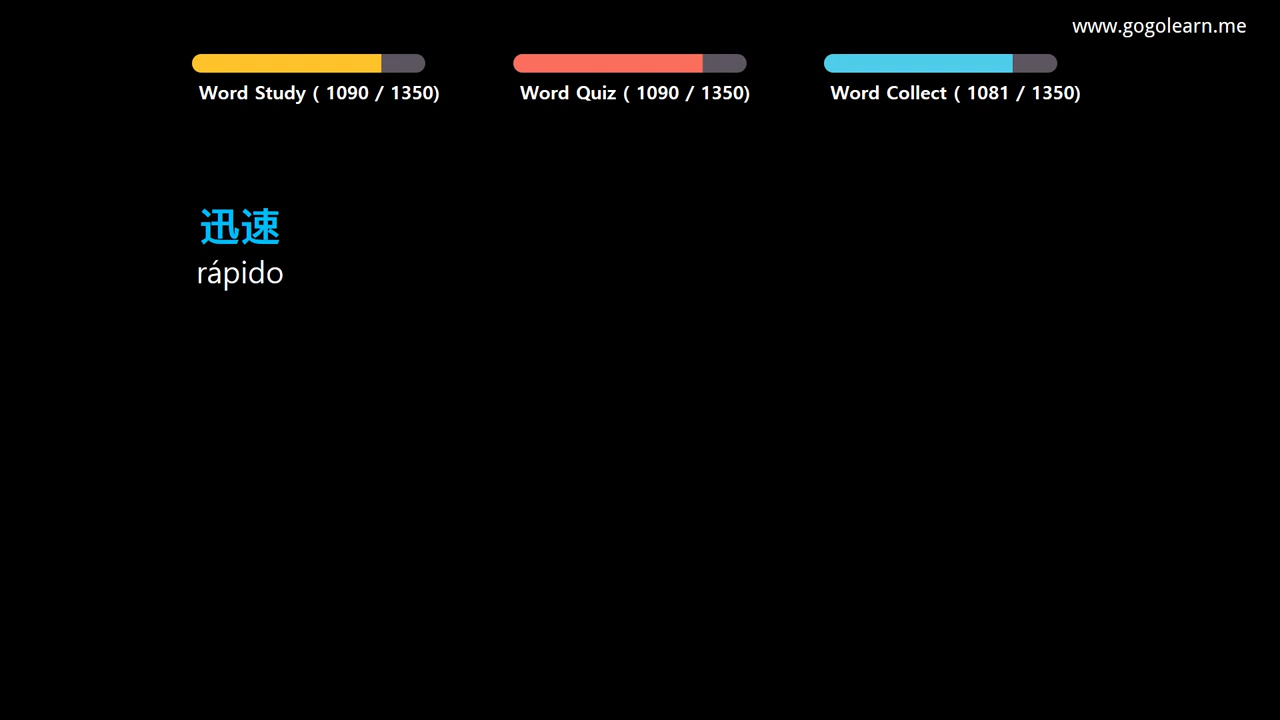 www.gogolearn.me
Word Study ( 1090 / 1350)
Word Quiz ( 1090 / 1350)
Word Collect ( 1081 / 1350)
迅速
rápido